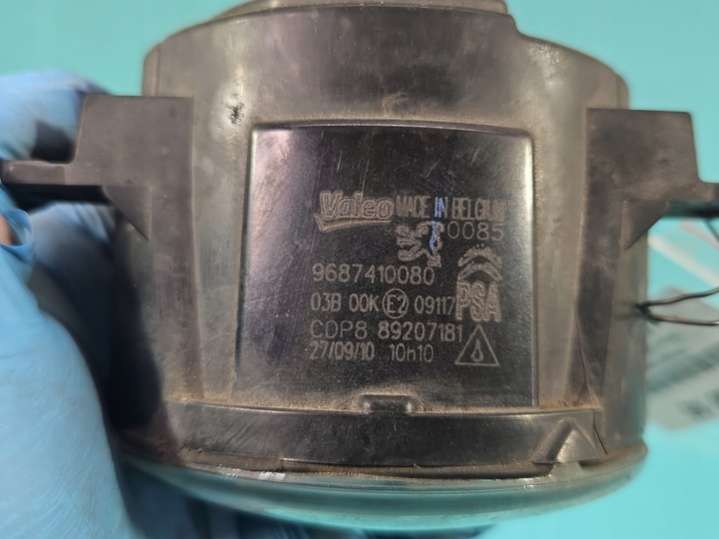 Valeo MADE IN BELGIUM
0085
9687410080
03B 00K E2 09117
PSA
CDP8 89207181
27/09/10 10h10